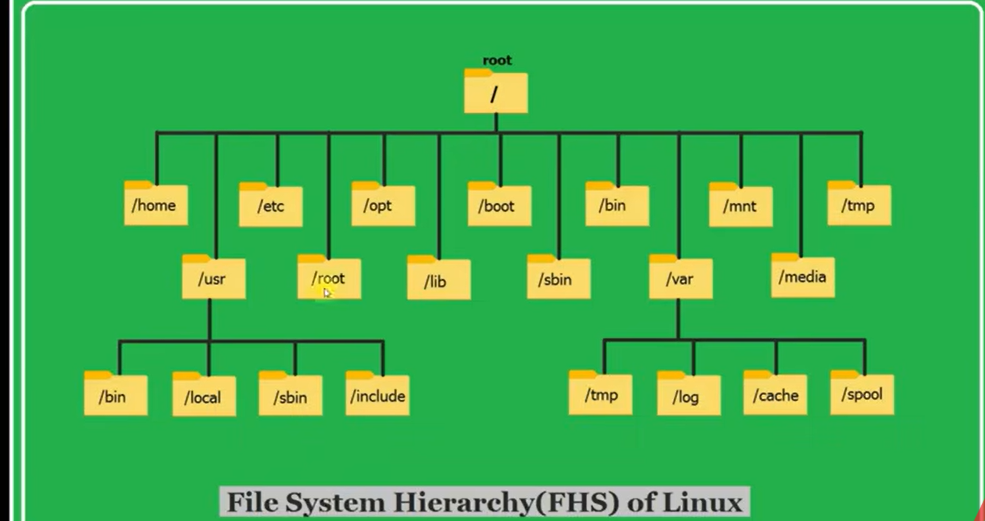 root
/
/home
/etc
/opt
/boot
/bin
/mnt
/tmp
/usr
/root
/lib
/sbin
/var
/media
/bin
/local
/sbin
/include
/tmp
/log
/cache
/spool
File System Hierarchy(FHS) of Linux